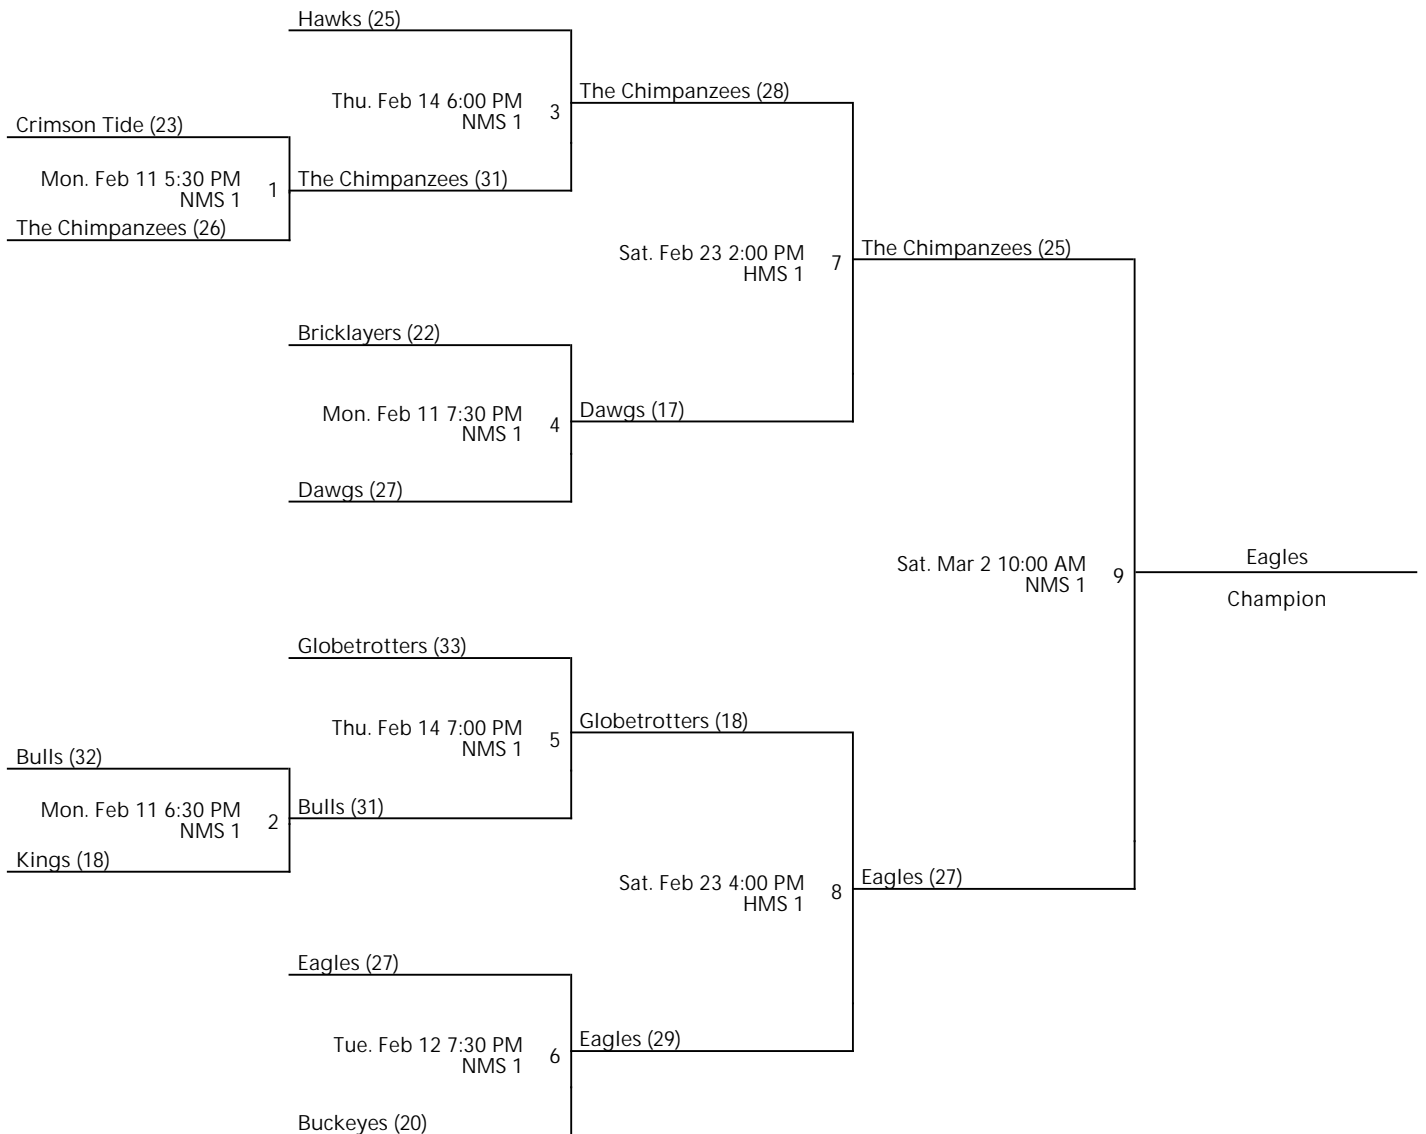 Hawks (25)
Thu. Feb 14 6:00 PM
NMS 1
3
The Chimpanzees (28)
Crimson Tide (23)
Mon. Feb 11 5:30 PM
NMS 1
1
The Chimpanzees (31)
The Chimpanzees (26)
Sat. Feb 23 2:00 PM
HMS 1
7
The Chimpanzees (25)
Bricklayers (22)
Mon. Feb 11 7:30 PM
NMS 1
4
Dawgs (17)
Dawgs (27)
Sat. Mar 2 10:00 AM
NMS 1
9
Eagles
Champion
Globetrotters (33)
Thu. Feb 14 7:00 PM
NMS 1
5
Globetrotters (18)
Bulls (32)
Mon. Feb 11 6:30 PM
NMS 1
2
Bulls (31)
Kings (18)
Sat. Feb 23 4:00 PM
HMS 1
8
Eagles (27)
Eagles (27)
Tue. Feb 12 7:30 PM
NMS 1
6
Eagles (29)
Buckeyes (20)